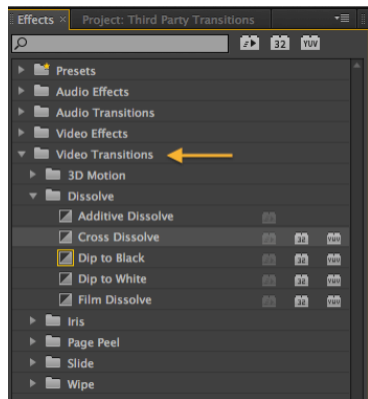 Effects × Project: Third Party Transitions
32 YUV
Presets
Audio Effects
Audio Transitions
Video Effects
Video Transitions
3D Motion
Dissolve
Additive Dissolve
Cross Dissolve 32 YUV
Dip to Black 32 YUV
Dip to White 32 YUV
Film Dissolve 32 YUV
Iris
Page Peel
Slide
Wipe